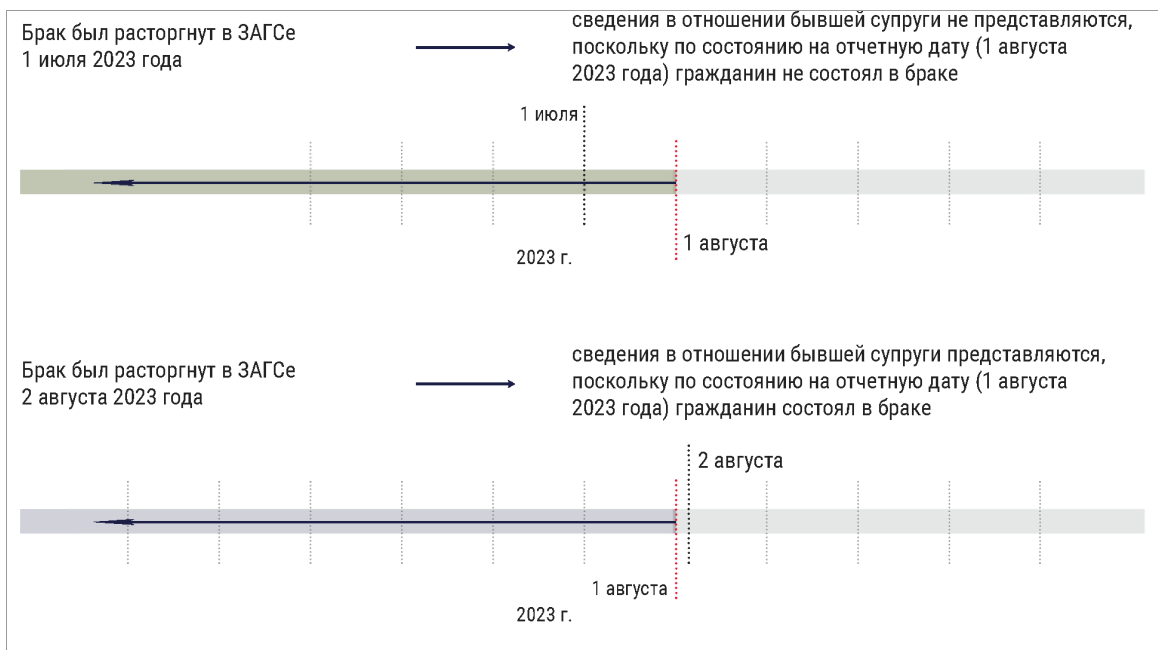 Брак был расторгнут в ЗАГСе
1 июля 2023 года
сведения в отношении бывшей супруги не представляются,
поскольку по состоянию на отчетную дату (1 августа
2023 года) гражданин не состоял в браке
1 июля
1 августа
2023 г.
Брак был расторгнут в ЗАГСе
2 августа 2023 года
сведения в отношении бывшей супруги представляются,
поскольку по состоянию на отчетную дату (1 августа
2023 года) гражданин состоял в браке
2 августа
1 августа
2023 г.